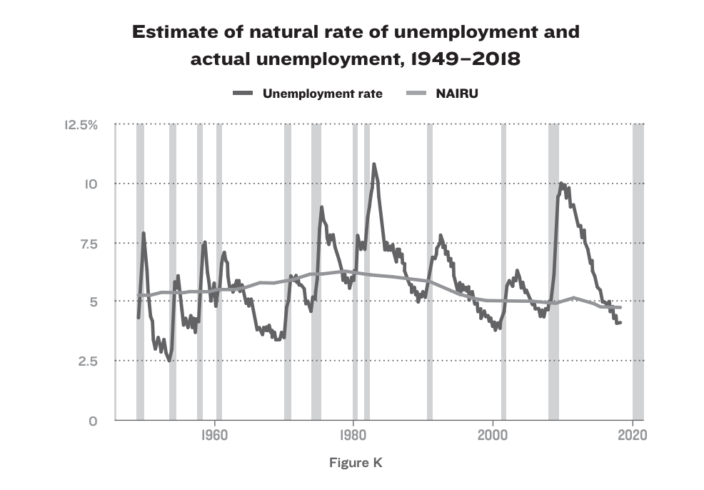 Estimate of natural rate of unemployment and
actual unemployment, 1949–2018
Unemployment rate NAIRU
12.5%
10
7.5
5
2.5
0
1960 1980 2000 2020
Figure K